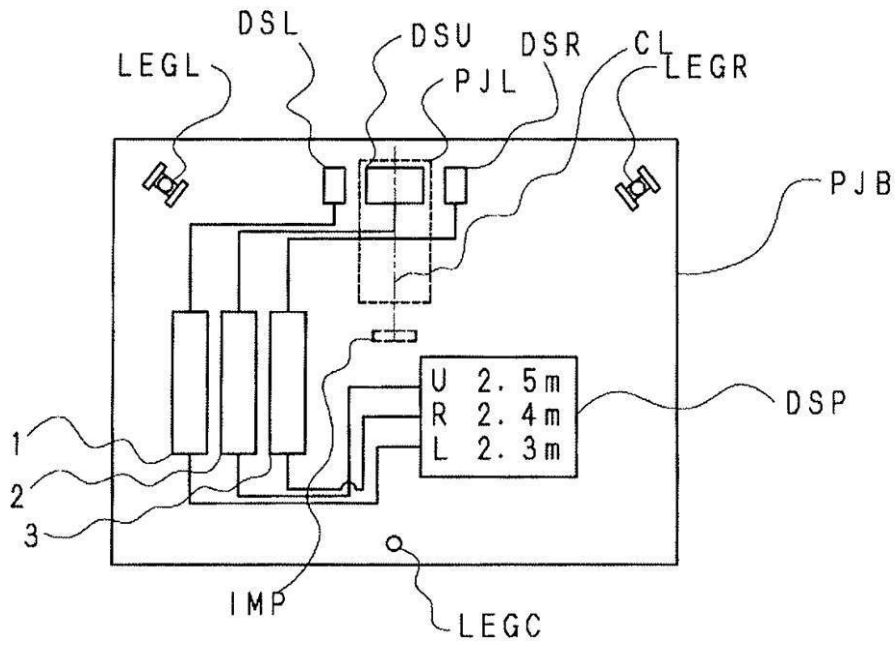 DSL DSU CL DSR
LEGL PJL LEGR
PJB
U 2.5m
R 2.4m
L 2.3m
DSP
1
2
3
IMP
LEGC